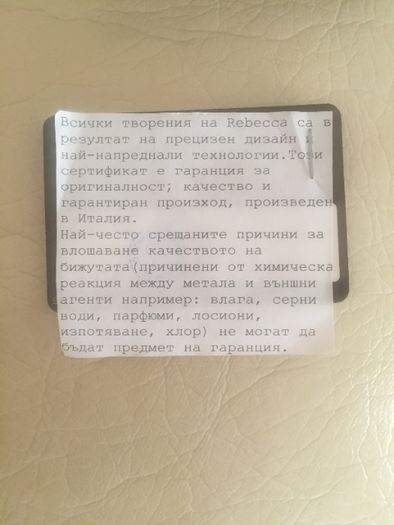 Всички творения на Rebecca са в
резултат на прецизен дизайн и
най-напреднали технологии.Този
сертификат е гаранция за
оригиналност; качество и
гарантиран произход, произведен
в Италия.
Най-често срещаните причини за
влошаване качеството на
бижутата(причинени от химическа
реакция между метала и външни
агенти например: влага, серни
води, парфюми, лосиони,
изпотяване, хлор) не могат да
бъдат предмет на гаранция.